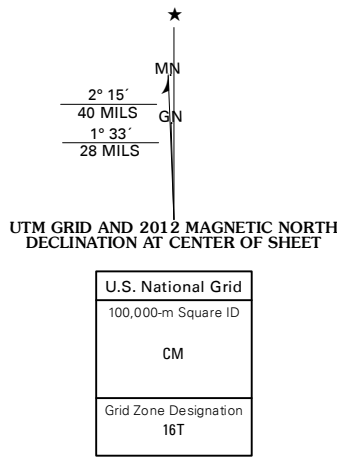 ★
MN
2° 15´
40 MILS
GN
1° 33´
28 MILS
UTM GRID AND 2012 MAGNETIC NORTH
DECLINATION AT CENTER OF SHEET
U.S. National Grid
100,000-m Square ID
CM
Grid Zone Designation
16T